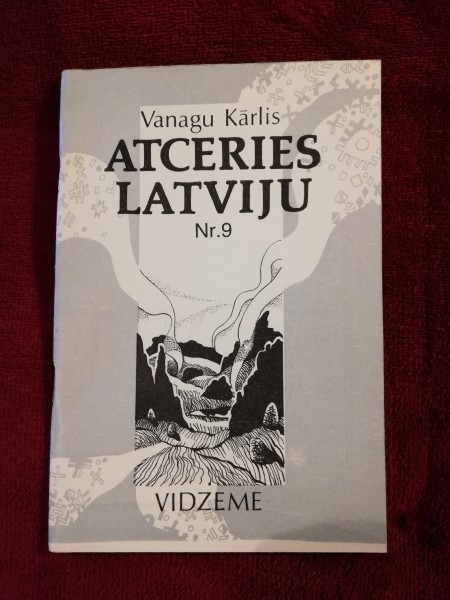 Vanagu Kārlis
ATCERIES
LATVIJU
Nr.9
VIDZEME